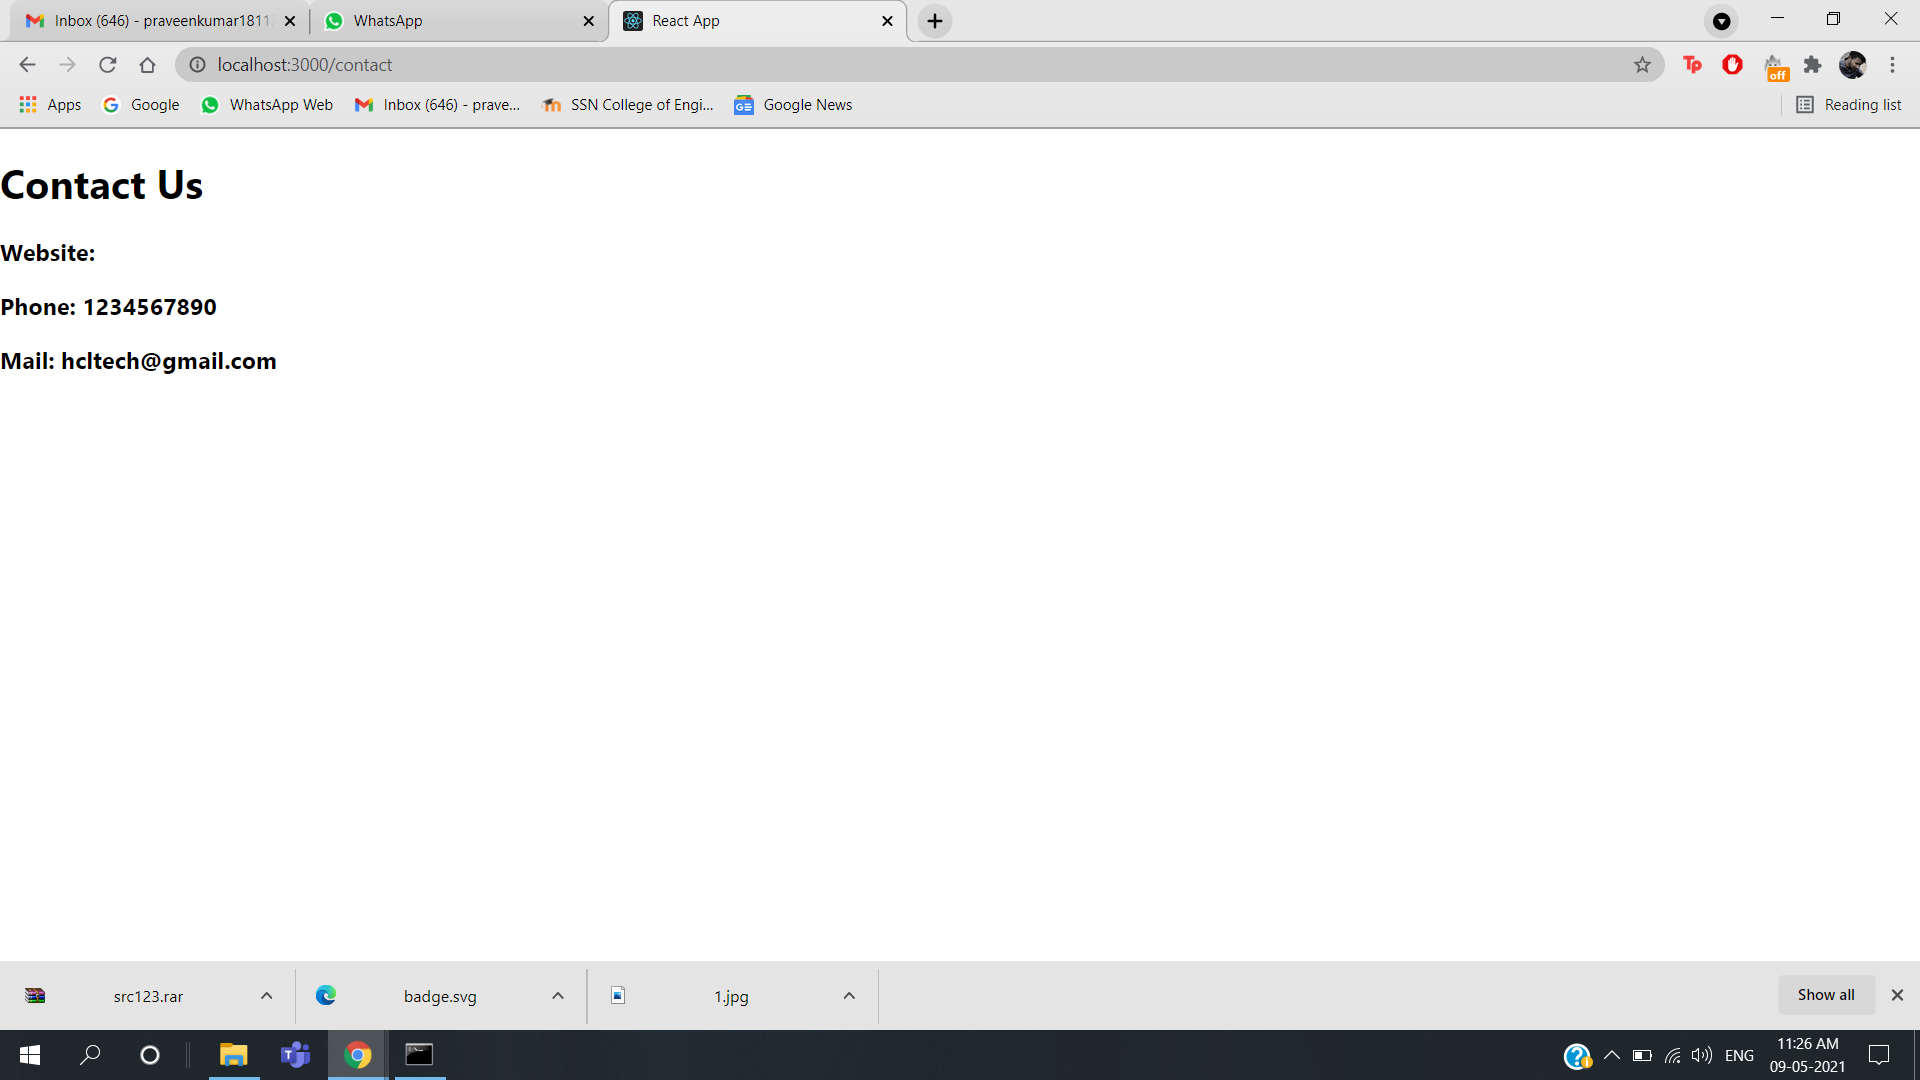 Inbox (646) - praveenkumar1811
WhatsApp
React App
localhost:3000/contact
Tp
off
Apps
Google
WhatsApp Web
Inbox (646) - prave...
SSN College of Engi...
Google News
Reading list
Contact Us
Website:
Phone: 1234567890
Mail: hcltech@gmail.com
src123.rar
badge.svg
1.jpg
Show all
ENG
11:26 AM
09-05-2021